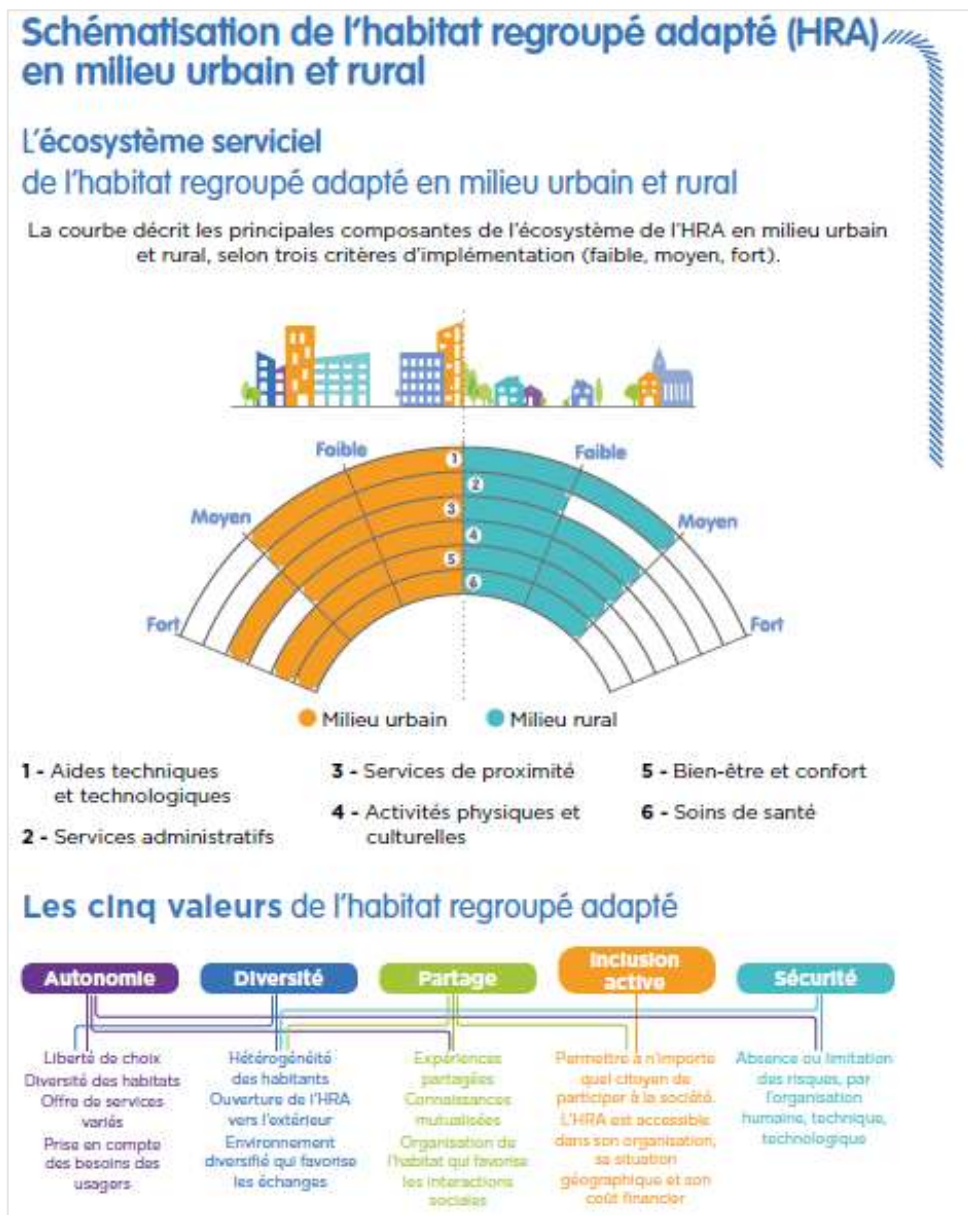 Schématisation de l'habitat regroupé adapté (HRA)
en milieu urbain et rural
L'écosystème serviciel
de l'habitat regroupé adapté en milieu urbain et rural
La courbe décrit les principales composantes de l'écosystème de l'HRA en milieu urbain
et rural, selon trois critères d'implémentation (faible, moyen, fort).
Faible
Faible
Moyen
Moyen
Fort
Fort
1
2
3
4
5
6
Milieu urbain
Milieu rural
1 - Aides techniques
et technologiques
2 - Services administratifs
3 - Services de proximité
4 - Activités physiques et
culturelles
5 - Bien-être et confort
6 - Soins de santé
Les cinq valeurs de l'habitat regroupé adapté
Autonomie
Liberté de choix
Diversité des habitats
Offre de services
variés
Prise en compte
des besoins des
usagers
Diversité
Hétérogénéité
des habitants
Ouverture de l'HRA
vers l'extérieur
Environnement
diversifié qui favorise
les échanges
Partage
Expériences
partagées
Connaissances
mutualisées
Organisation de
l'habitat qui favorise
les interactions
sociales
Inclusion
active
Permettre à n'importe
quel citoyen de
participer à la société.
L'HRA est accessible
dans son organisation,
sa situation
géographique et son
coût financier
Sécurité
Absence ou limitation
des risques, par
l'organisation
humaine, technique,
technologique